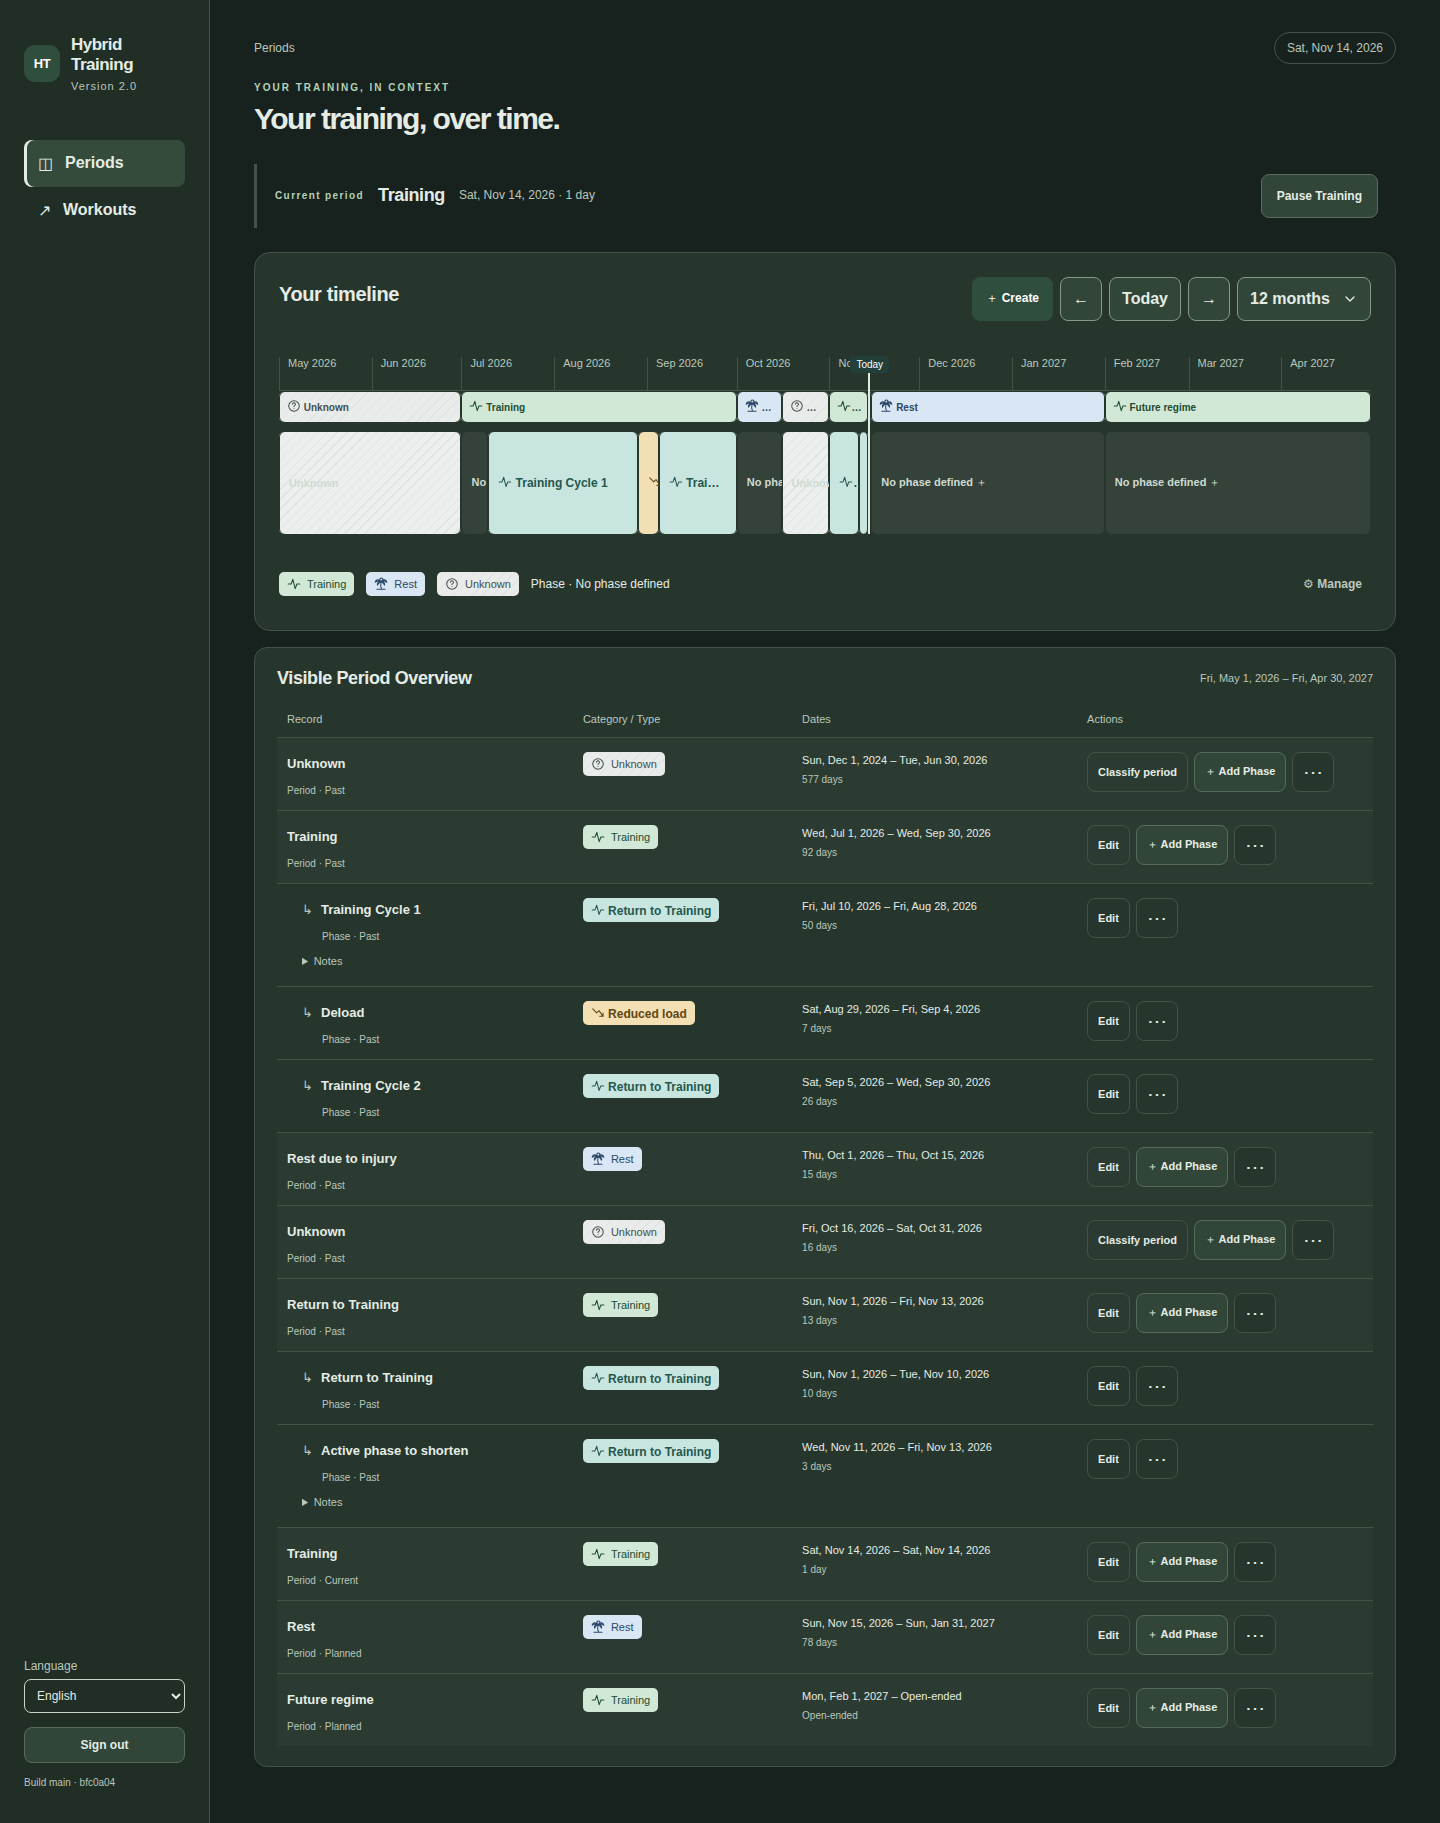 HT
Hybrid
Training
Version 2.0
Periods
Workouts
Language
English
Sign out
Build main · bfc0a04
Periods
Sat, Nov 14, 2026
YOUR TRAINING, IN CONTEXT
Your training, over time.
Current period Training Sat, Nov 14, 2026 · 1 day
Pause Training
Your timeline
+ Create
←
Today
→
12 months
May 2026 Jun 2026 Jul 2026 Aug 2026 Sep 2026 Oct 2026 No Today Dec 2026 Jan 2027 Feb 2027 Mar 2027 Apr 2027
Unknown Training ... ... ... Rest Future regime
Unknown No Training Cycle 1 Trai... No pha Unkno . No phase defined + No phase defined +
Training Rest Unknown Phase · No phase defined
⚙ Manage
Visible Period Overview
Fri, May 1, 2026 – Fri, Apr 30, 2027
Record Category / Type Dates Actions
Unknown
Period · Past
Unknown
Sun, Dec 1, 2024 – Tue, Jun 30, 2026
577 days
Classify period + Add Phase ...
Training
Period · Past
Training
Wed, Jul 1, 2026 – Wed, Sep 30, 2026
92 days
Edit + Add Phase ...
↳ Training Cycle 1
Phase · Past
▶ Notes
Return to Training
Fri, Jul 10, 2026 – Fri, Aug 28, 2026
50 days
Edit ...
↳ Deload
Phase · Past
Reduced load
Sat, Aug 29, 2026 – Fri, Sep 4, 2026
7 days
Edit ...
↳ Training Cycle 2
Phase · Past
Return to Training
Sat, Sep 5, 2026 – Wed, Sep 30, 2026
26 days
Edit ...
Rest due to injury
Period · Past
Rest
Thu, Oct 1, 2026 – Thu, Oct 15, 2026
15 days
Edit + Add Phase ...
Unknown
Period · Past
Unknown
Fri, Oct 16, 2026 – Sat, Oct 31, 2026
16 days
Classify period + Add Phase ...
Return to Training
Period · Past
Training
Sun, Nov 1, 2026 – Fri, Nov 13, 2026
13 days
Edit + Add Phase ...
↳ Return to Training
Phase · Past
Return to Training
Sun, Nov 1, 2026 – Tue, Nov 10, 2026
10 days
Edit ...
↳ Active phase to shorten
Phase · Past
▶ Notes
Return to Training
Wed, Nov 11, 2026 – Fri, Nov 13, 2026
3 days
Edit ...
Training
Period · Current
Training
Sat, Nov 14, 2026 – Sat, Nov 14, 2026
1 day
Edit + Add Phase ...
Rest
Period · Planned
Rest
Sun, Nov 15, 2026 – Sun, Jan 31, 2027
78 days
Edit + Add Phase ...
Future regime
Period · Planned
Training
Mon, Feb 1, 2027 – Open-ended
Open-ended
Edit + Add Phase ...